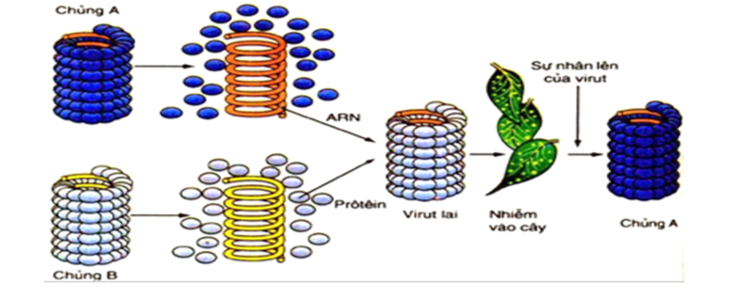 Chủng A
ARN
Prôtêin
Chủng B
Virut lai
Nhiễm
vào cây
Sự nhân lên
của virut
Chủng A